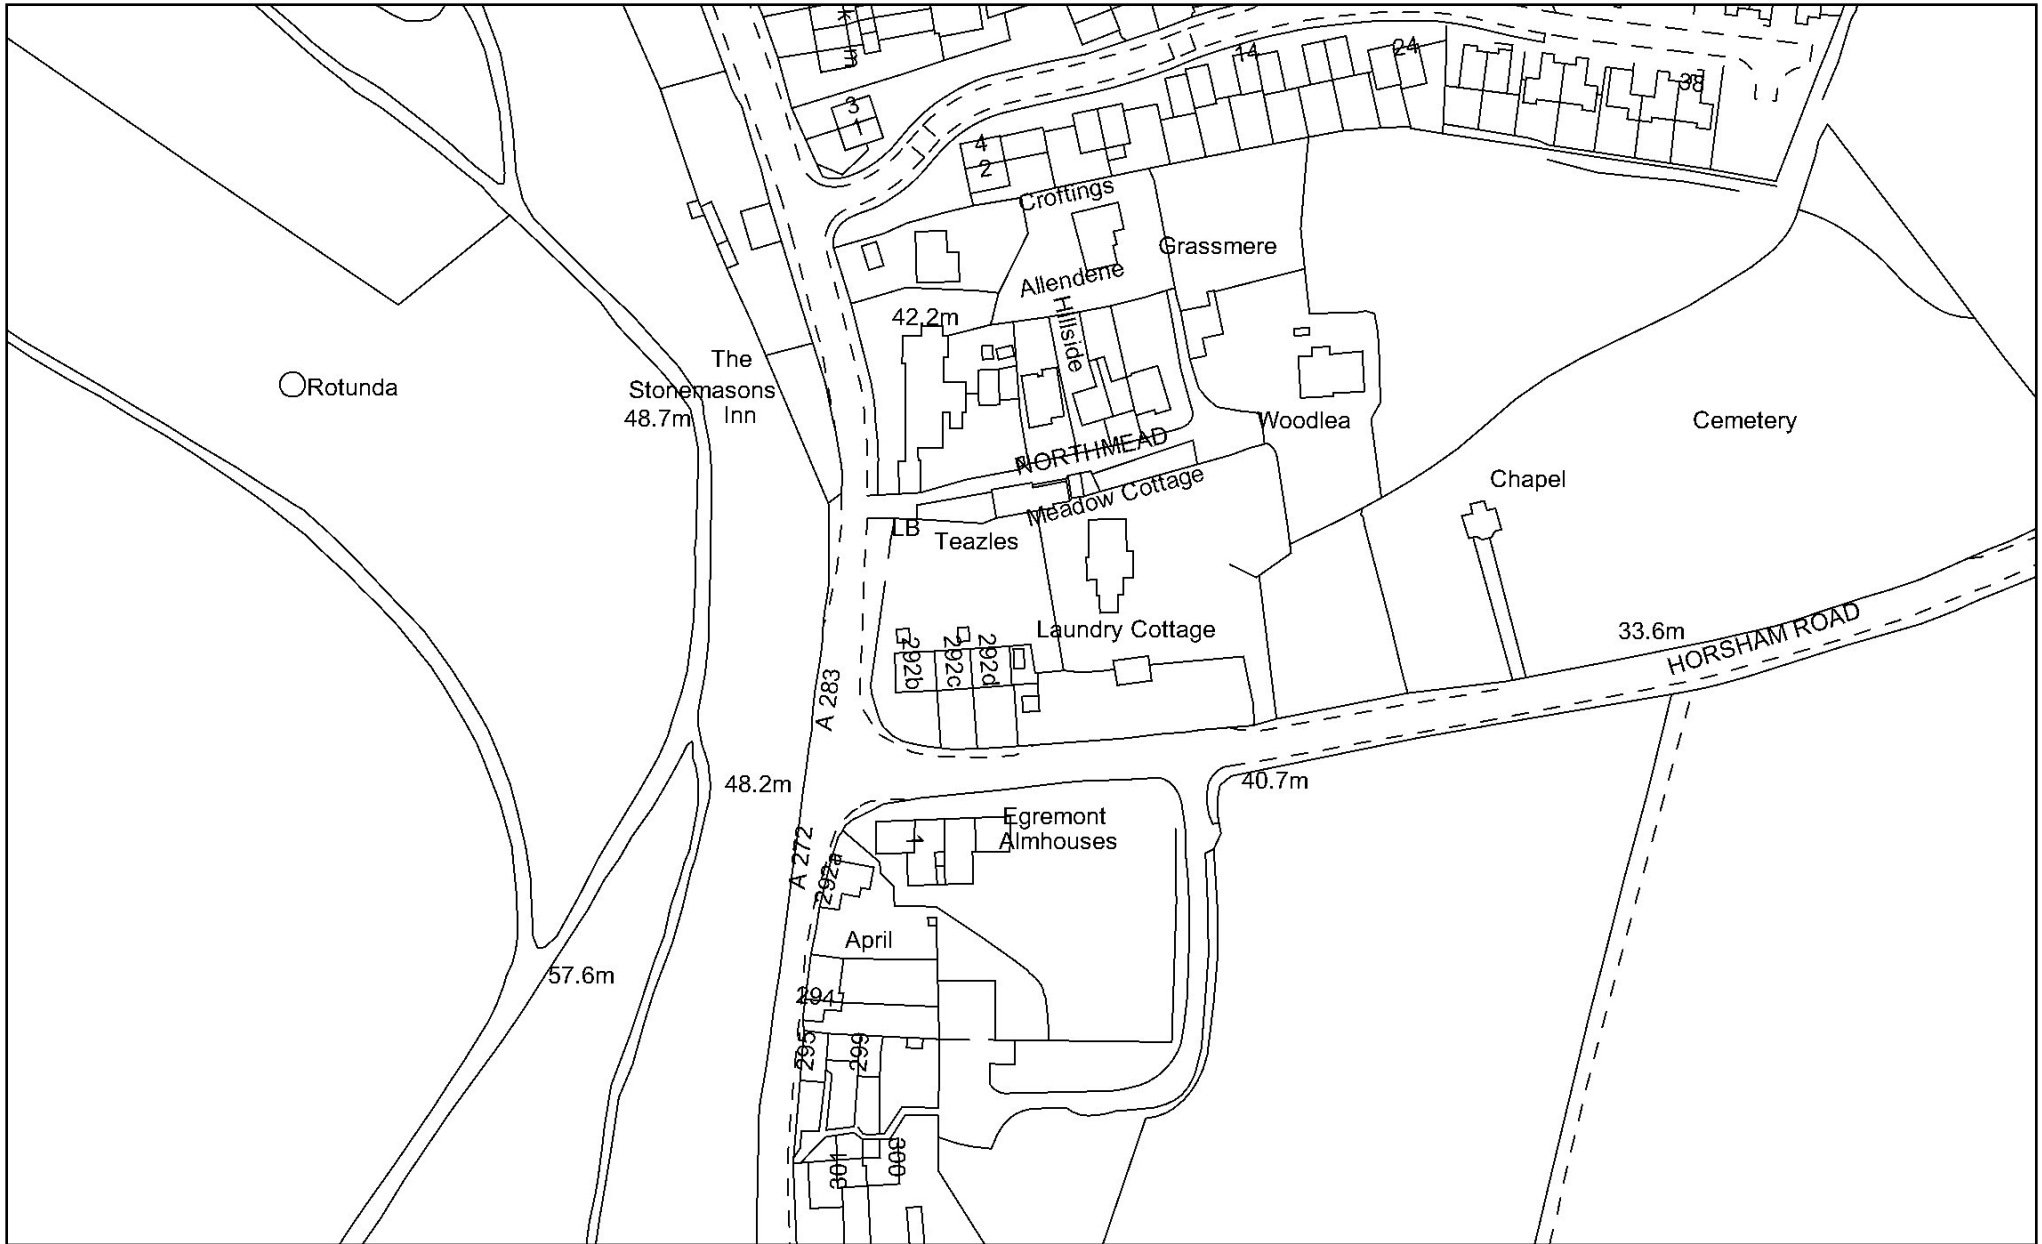 14
24
38
3
1
4
2
Croftings
Grassmere
Allendene
Hillside
42.2m
The
Stonemasons
Inn
48.7m
Rotunda
Woodlea
Cemetery
NORTHMEAD
Meadow Cottage
Chapel
LB
Teazles
Laundry Cottage
292b
292c
292d
33.6m
HORSHAM ROAD
A 283
48.2m
40.7m
Egremont
Almhouses
1
A 272
292a
April
57.6m
294
295
299
301
300